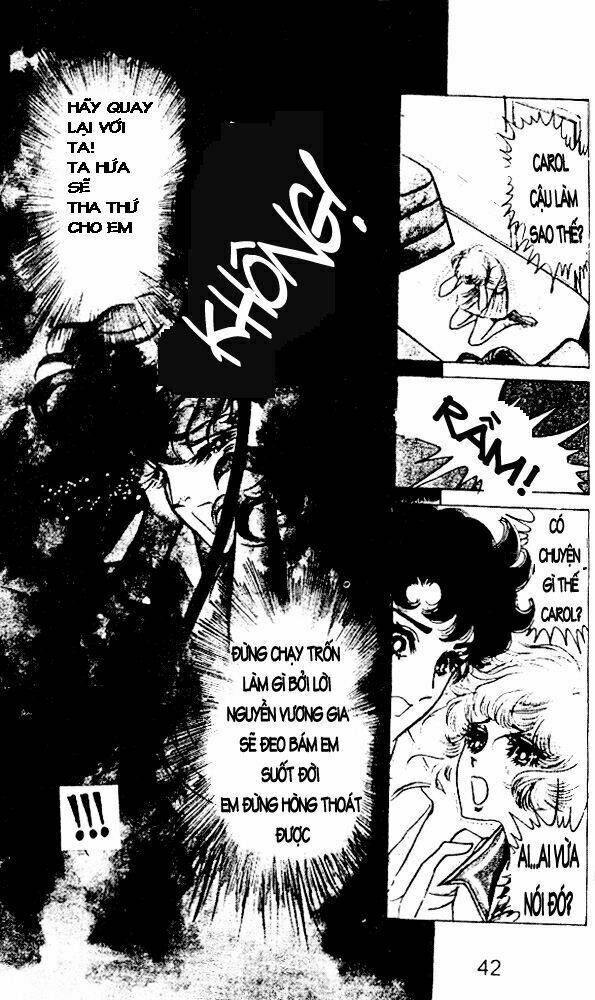 HÃY QUAY
LẠI VỚI
TA!
TA HỨA
SẼ
THA THỨ
CHO EM
KHÔNG!
CAROL
CẬU LÀM
SAO THẾ?
RẦM!
CÓ
CHUYỆN
GÌ THẾ
CAROL?
ĐỪNG CHẠY TRỐN
LÀM GÌ BỞI LỜI
NGUYỀN VƯƠNG GIA
SẼ ĐEO BÁM EM
SUỐT ĐỜI
EM ĐỪNG HÒNG THOÁT
ĐƯỢC
!!!
AI...AI VỪA
NÓI ĐÓ?
42